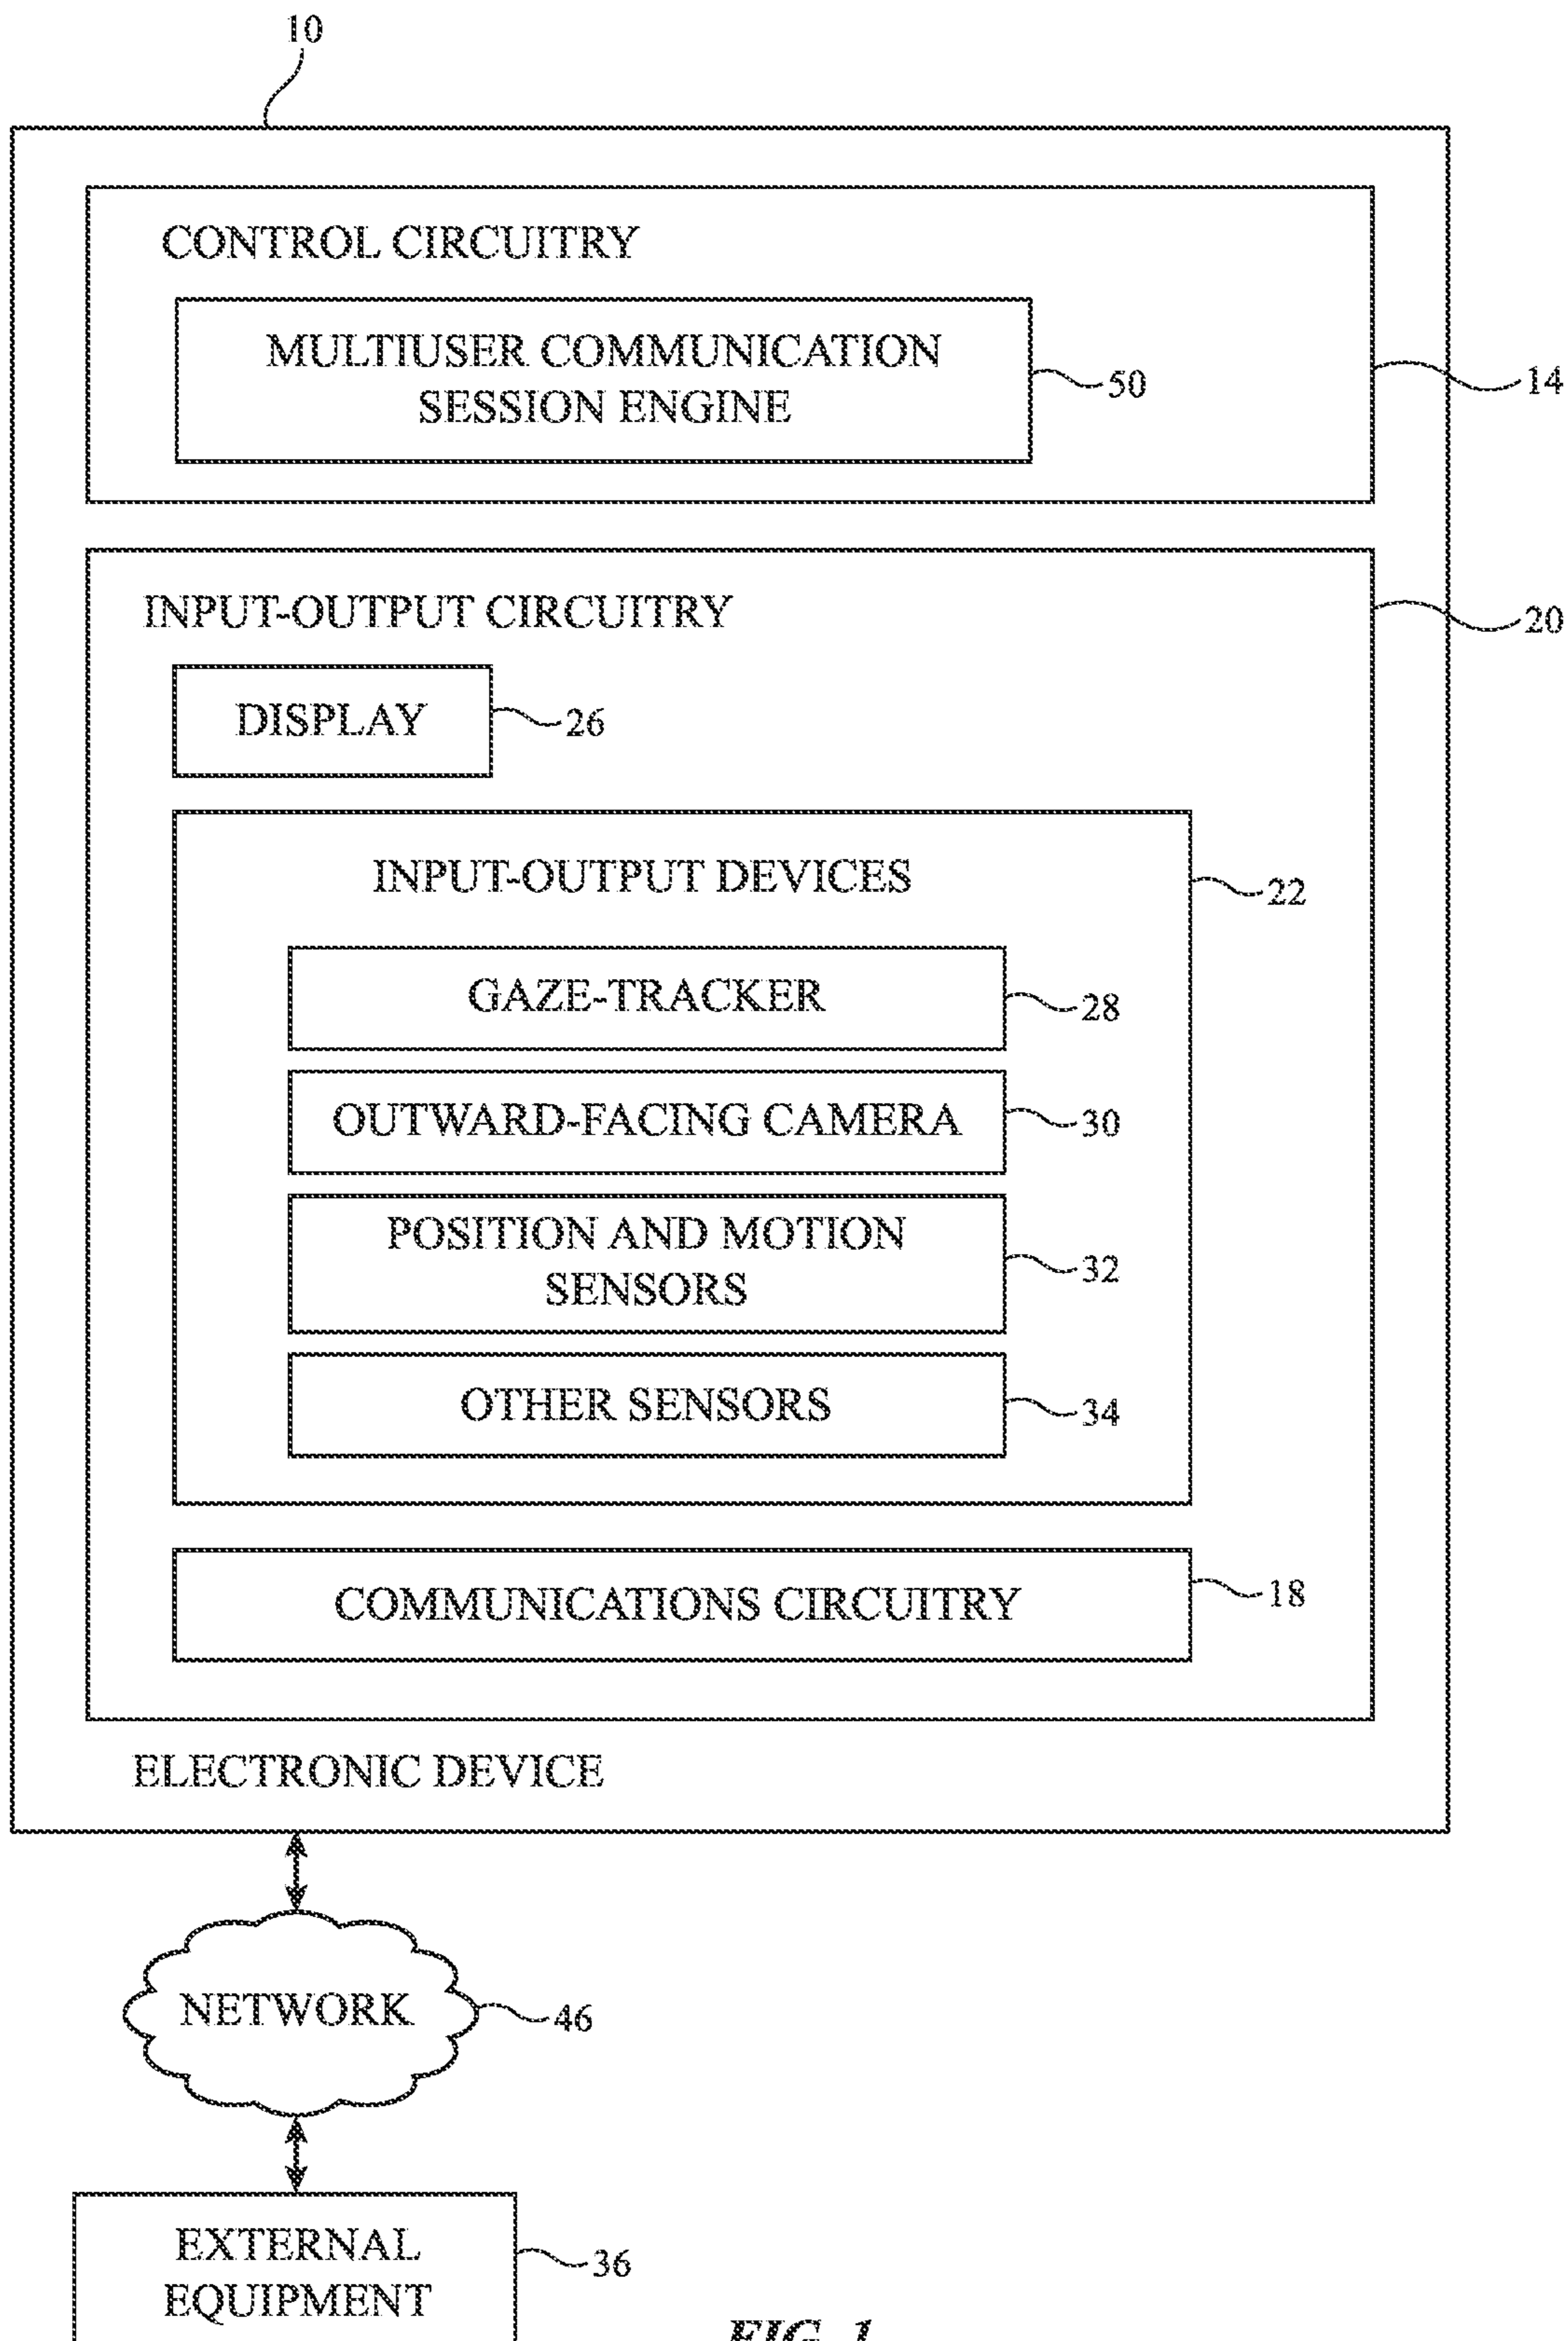 10
CONTROL CIRCUITRY
MULTIUSER COMMUNICATION
SESSION ENGINE
50
14
INPUT-OUTPUT CIRCUITRY
20
DISPLAY
26
INPUT-OUTPUT DEVICES
22
GAZE-TRACKER
28
OUTWARD-FACING CAMERA
30
POSITION AND MOTION
SENSORS
32
OTHER SENSORS
34
COMMUNICATIONS CIRCUITRY
18
ELECTRONIC DEVICE
NETWORK
46
EXTERNAL
EQUIPMENT
36
FIG. 1